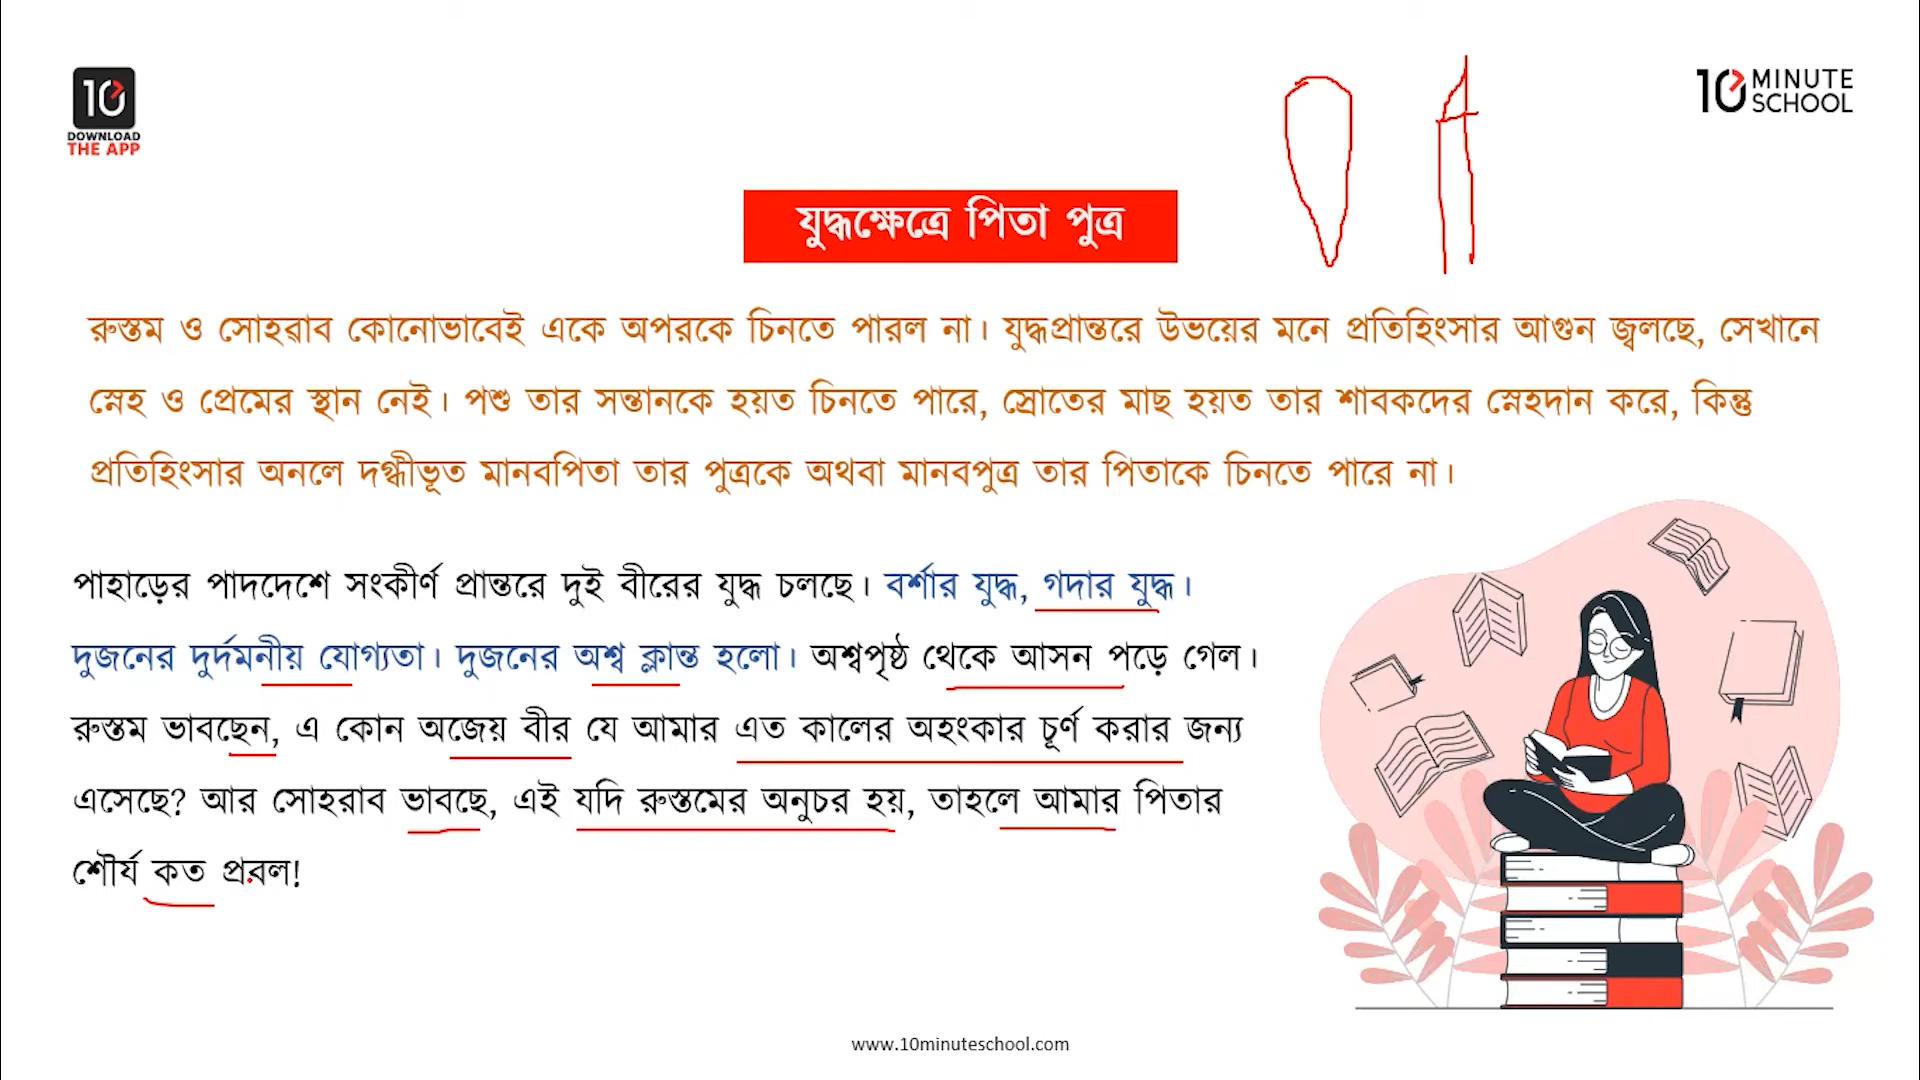 10
DOWNLOAD
THE APP
10 MINUTE
SCHOOL
যুদ্ধক্ষেত্রে পিতা পুত্র
রুস্তম ও সোহরাব কোনোভাবেই একে অপরকে চিনতে পারল না। যুদ্ধপ্রান্তরে উভয়ের মনে প্রতিহিংসার আগুন জ্বলছে, সেখানে
স্নেহ ও প্রেমের স্থান নেই। পশু তার সন্তানকে হয়ত চিনতে পারে, স্রোতের মাছ হয়ত তার শাবকদের স্নেহদান করে, কিন্তু
প্রতিহিংসার অনলে দগ্ধীভূত মানবপিতা তার পুত্রকে অথবা মানবপুত্র তার পিতাকে চিনতে পারে না।
পাহাড়ের পাদদেশে সংকীর্ণ প্রান্তরে দুই বীরের যুদ্ধ চলছে। বর্শার যুদ্ধ, গদার যুদ্ধ।
দুজনের দুর্দমনীয় যোগ্যতা। দুজনের অশ্ব ক্লান্ত হলো। অশ্বপৃষ্ঠ থেকে আসন পড়ে গেল।
রুস্তম ভাবছেন, এ কোন অজেয় বীর যে আমার এত কালের অহংকার চূর্ণ করার জন্য
এসেছে? আর সোহরাব ভাবছে, এই যদি রুস্তমের অনুচর হয়, তাহলে আমার পিতার
শৌর্য কত প্রবল!
www.10minuteschool.com